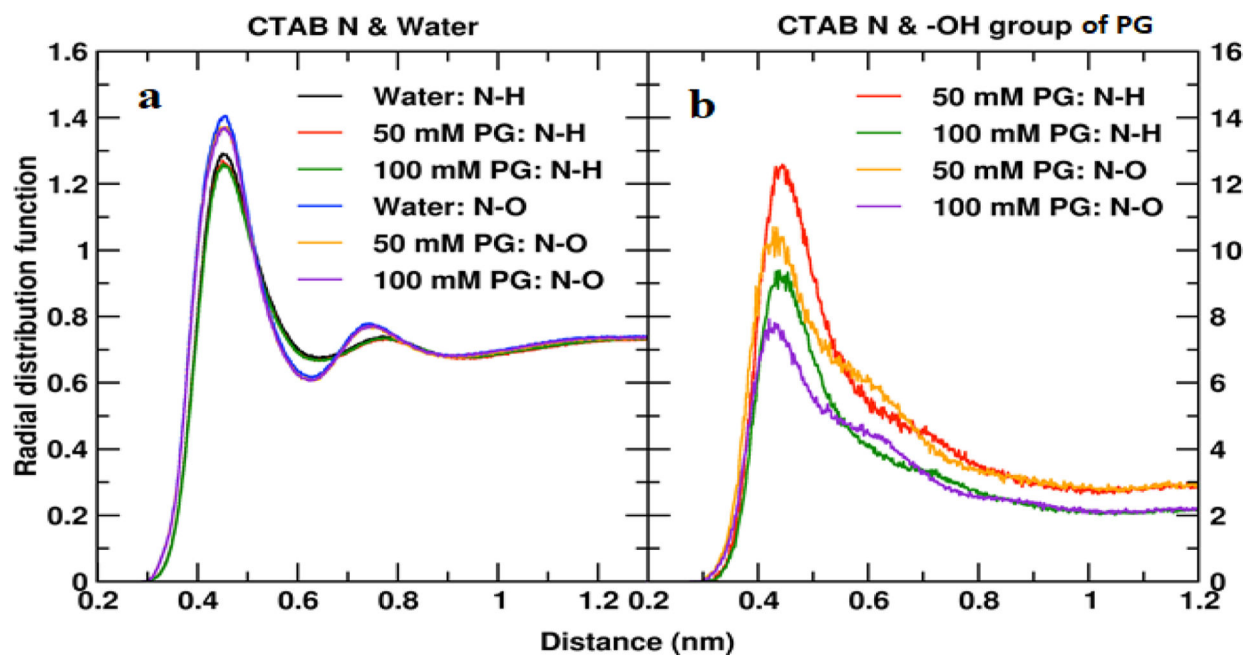 CTAB N & Water
CTAB N & -OH group of PG
1.6
1.4
1.2
1
0.8
0.6
0.4
0.2
0
Radial distribution function
a
Water: N-H
50 mM PG: N-H
100 mM PG: N-H
Water: N-O
50 mM PG: N-O
100 mM PG: N-O
b
50 mM PG: N-H
100 mM PG: N-H
50 mM PG: N-O
100 mM PG: N-O
16
14
12
10
8
6
4
2
0
0.2 0.4 0.6 0.8 1 1.2 0.2 0.4 0.6 0.8 1 1.2
Distance (nm)